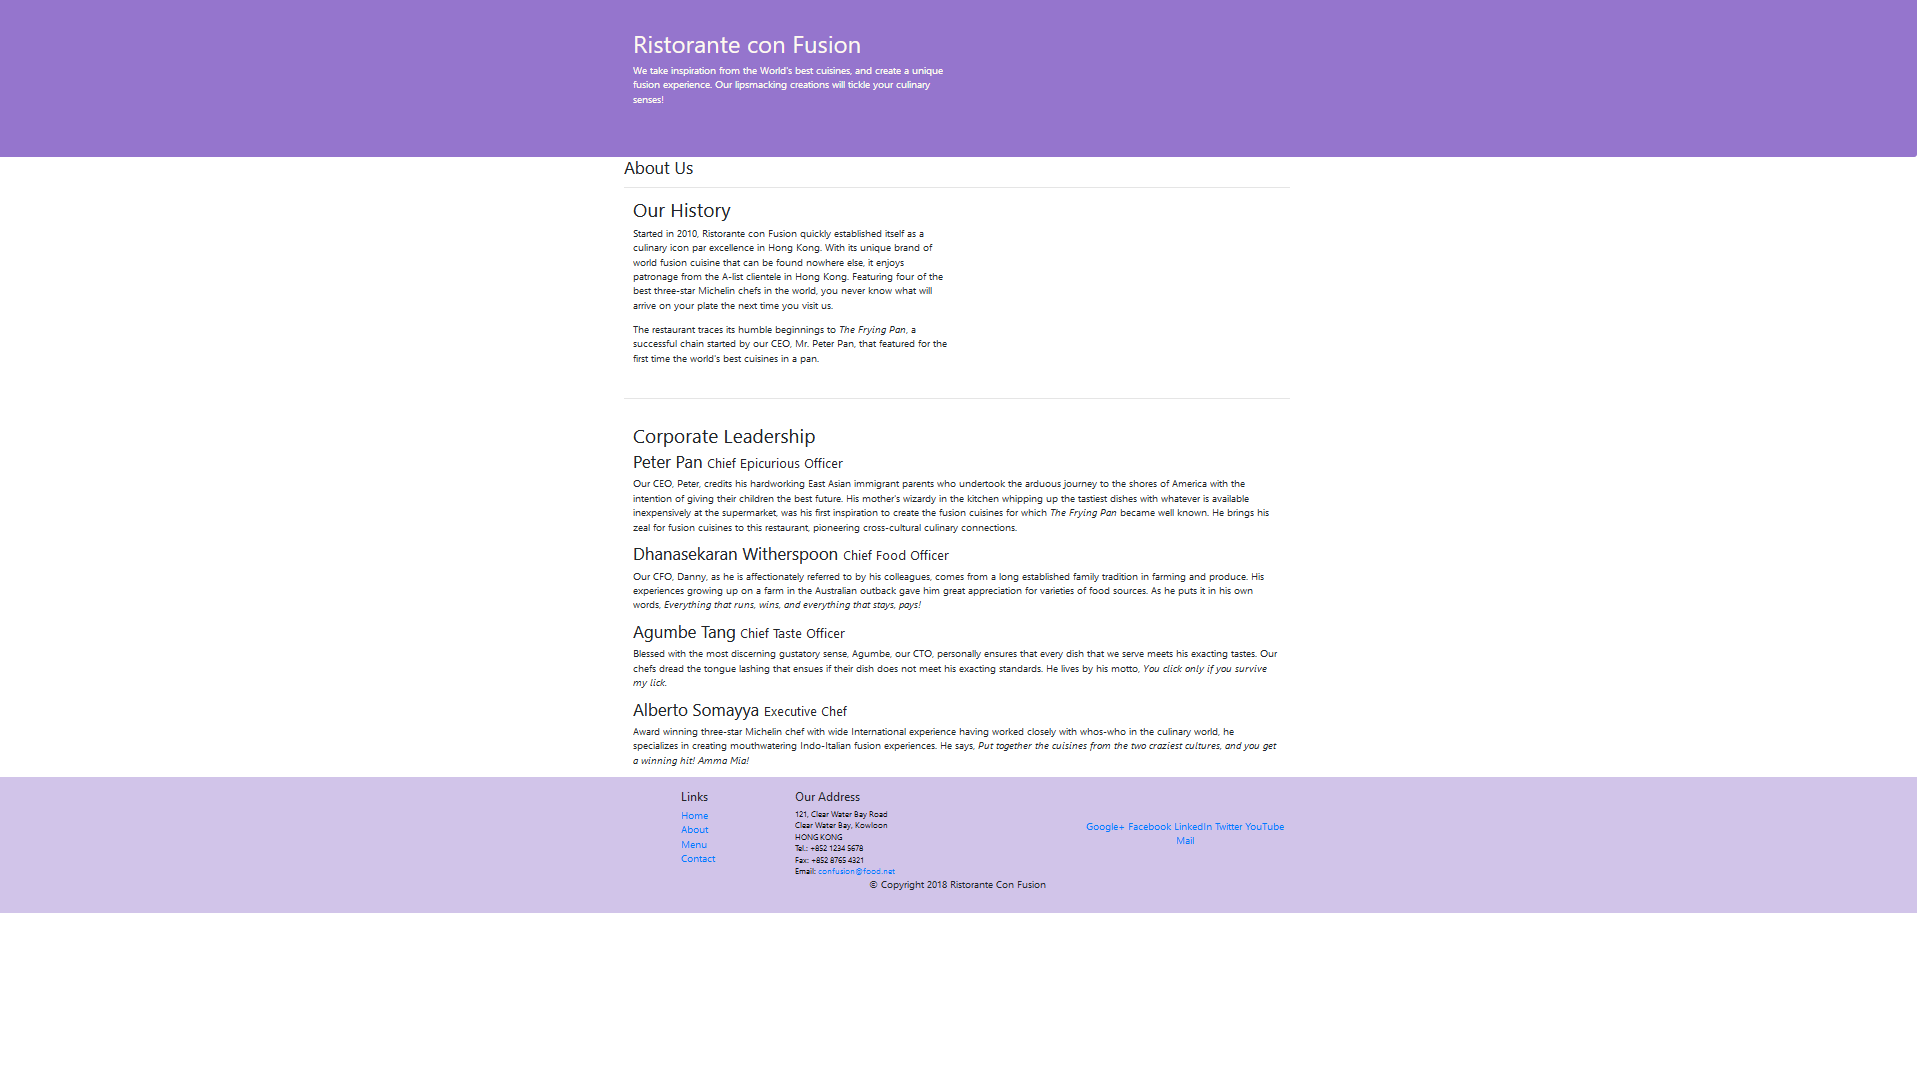 Ristorante con Fusion
We take inspiration from the World's best cuisines, and create a unique
fusion experience. Our lipsmacking creations will tickle your culinary
senses!
About Us
Our History
Started in 2010, Ristorante con Fusion quickly established itself as a
culinary icon par excellence in Hong Kong. With its unique brand of
world fusion cuisine that can be found nowhere else, it enjoys
patronage from the A-list clientele in Hong Kong. Featuring four of the
best three-star Michelin chefs in the world, you never know what will
arrive on your plate the next time you visit us.
The restaurant traces its humble beginnings to The Frying Pan, a
successful chain started by our CEO, Mr. Peter Pan, that featured for the
first time the world's best cuisines in a pan.
Corporate Leadership
Peter Pan Chief Epicurious Officer
Our CEO, Peter, credits his hardworking East Asian immigrant parents who undertook the arduous journey to the shores of America with the
intention of giving their children the best future. His mother's wizardy in the kitchen whipping up the tastiest dishes with whatever is available
inexpensively at the supermarket, was his first inspiration to create the fusion cuisines for which The Frying Pan became well known. He brings his
zeal for fusion cuisines to this restaurant, pioneering cross-cultural culinary connections.
Dhanasekaran Witherspoon Chief Food Officer
Our CFO, Danny, as he is affectionately referred to by his colleagues, comes from a long established family tradition in farming and produce. His
experiences growing up on a farm in the Australian outback gave him great appreciation for varieties of food sources. As he puts it in his own
words, Everything that runs, wins, and everything that stays, pays!
Agumbe Tang Chief Taste Officer
Blessed with the most discerning gustatory sense, Agumbe, our CTO, personally ensures that every dish that we serve meets his exacting tastes. Our
chefs dread the tongue lashing that ensues if their dish does not meet his exacting standards. He lives by his motto, You click only if you survive
my lick.
Alberto Somayya Executive Chef
Award winning three-star Michelin chef with wide International experience having worked closely with whos-who in the culinary world, he
specializes in creating mouthwatering Indo-Italian fusion experiences. He says, Put together the cuisines from the two craziest cultures, and you get
a winning hit! Amma Mia!
Links
Home
About
Menu
Contact
Our Address
121, Clear Water Bay Road
Clear Water Bay, Kowloon
HONG KONG
Tel.: +852 1234 5678
Fax: +852 8765 4321
Email: confusion@food.net
Google+ Facebook LinkedIn Twitter YouTube
Mail
© Copyright 2018 Ristorante Con Fusion